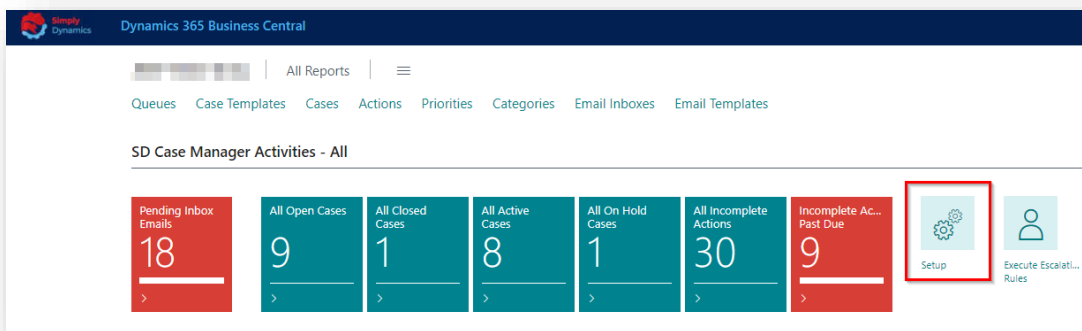 Simply
Dynamics
Dynamics 365 Business Central
All Reports
Queues Case Templates Cases Actions Priorities Categories Email Inboxes Email Templates
SD Case Manager Activities - All
Pending Inbox
Emails
18
All Open Cases
9
All Closed
Cases
1
All Active
Cases
8
All On Hold
Cases
1
All Incomplete
Actions
30
Incomplete Ac...
Past Due
9
Setup
Execute Escalati...
Rules